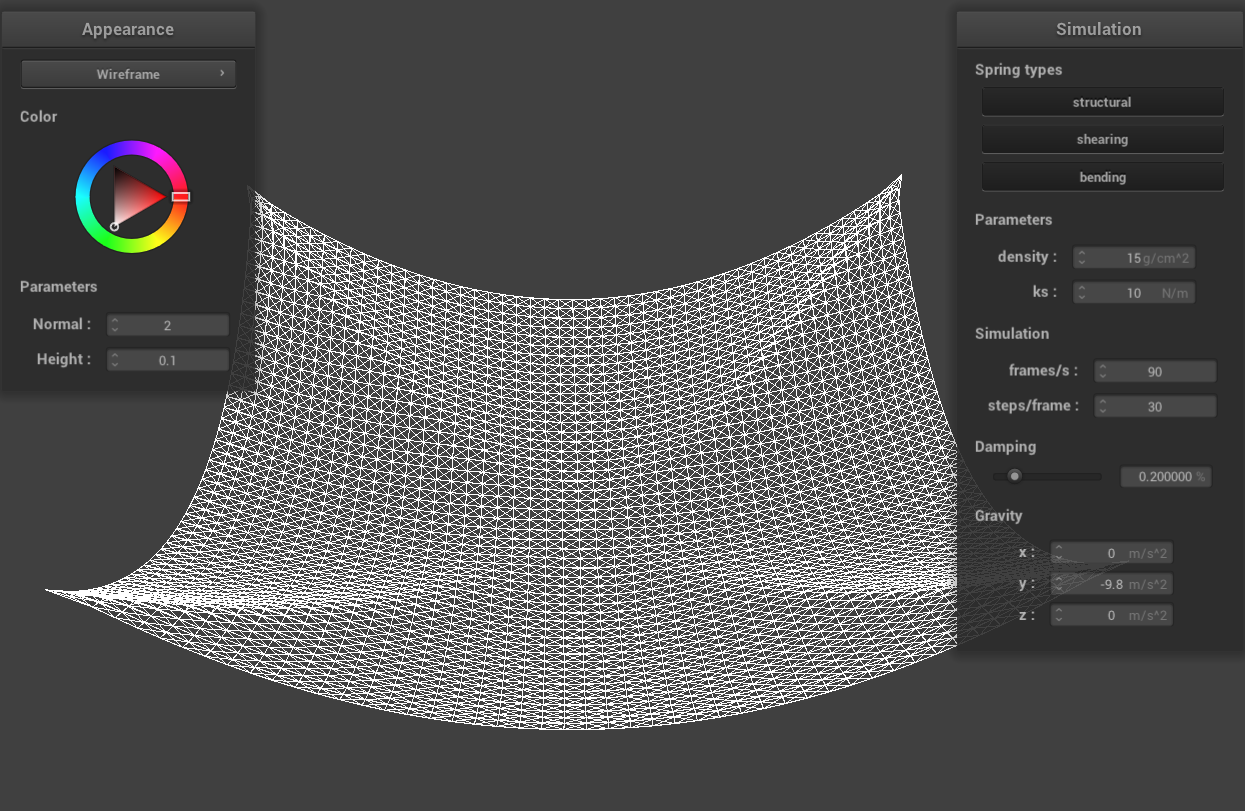 Appearance
Wireframe
Color
Parameters
Normal : 2
Height : 0.1
Simulation
Spring types
structural
shearing
bending
Parameters
density : 15 g/cm^2
ks : 10 N/m
Simulation
frames/s : 90
steps/frame : 30
Damping
0.200000 %
Gravity
x : 0 m/s^2
y : -9.8 m/s^2
z : 0 m/s^2